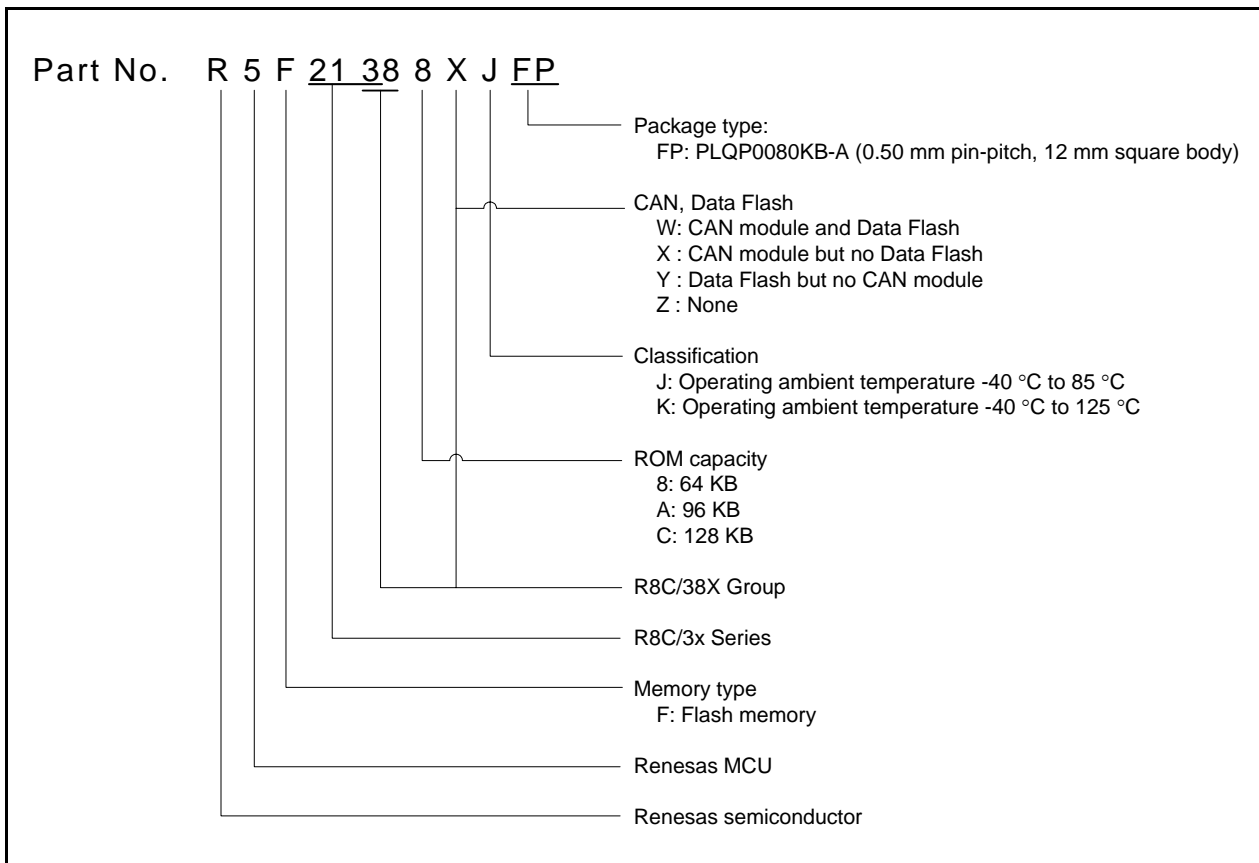 Part No. R 5 F 21 38 8 X J FP
Package type:
FP: PLQP0080KB-A (0.50 mm pin-pitch, 12 mm square body)
CAN, Data Flash
W: CAN module and Data Flash
X : CAN module but no Data Flash
Y : Data Flash but no CAN module
Z : None
Classification
J: Operating ambient temperature -40 °C to 85 °C
K: Operating ambient temperature -40 °C to 125 °C
ROM capacity
8: 64 KB
A: 96 KB
C: 128 KB
R8C/38X Group
R8C/3x Series
Memory type
F: Flash memory
Renesas MCU
Renesas semiconductor